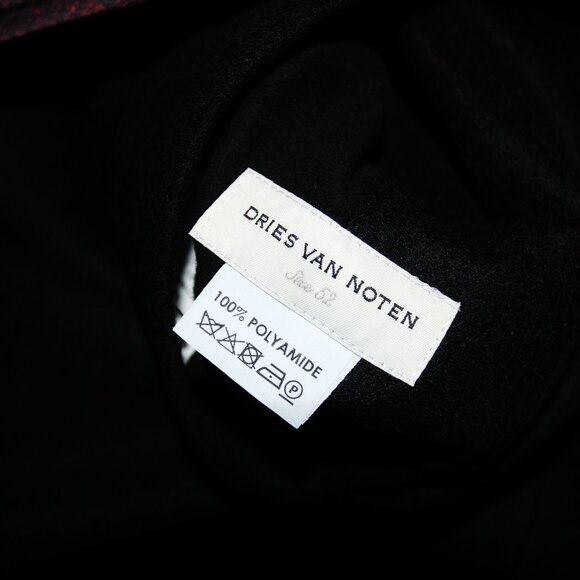 DRIES VAN NOTEN
Size 52
100% POLYAMIDE
P